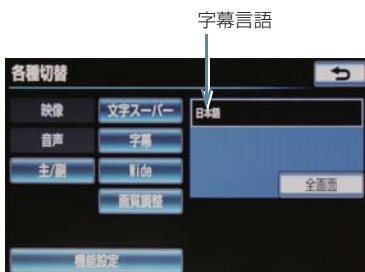 字幕言語
各種切替
映像 文字スーパー 日本語
音声 字幕
主/副 Wide 全画面
画質調整
機能設定